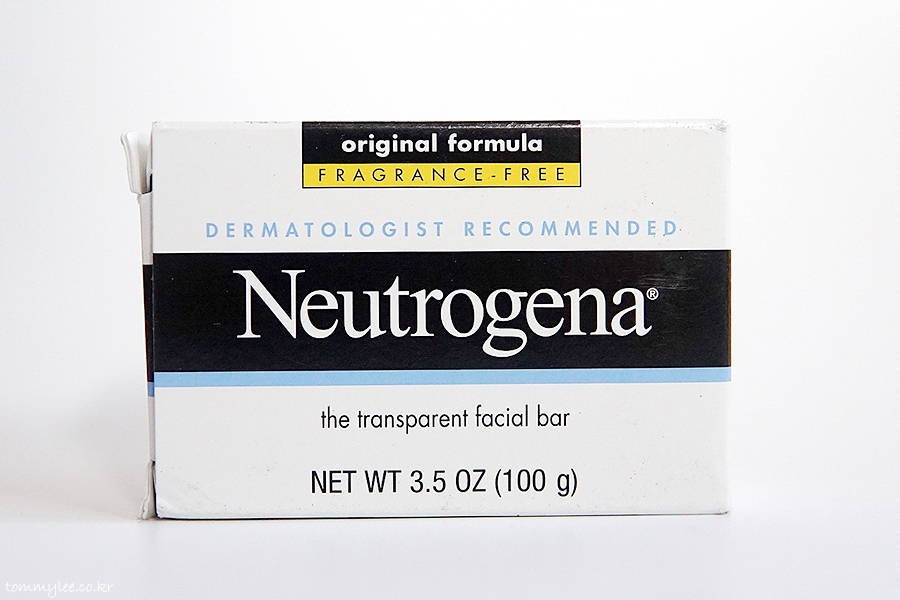 original formula
FRAGRANCE-FREE
DERMATOLOGIST RECOMMENDED
Neutrogena®
the transparent facial bar
NET WT 3.5 OZ (100 g)
tommylee.co.kr